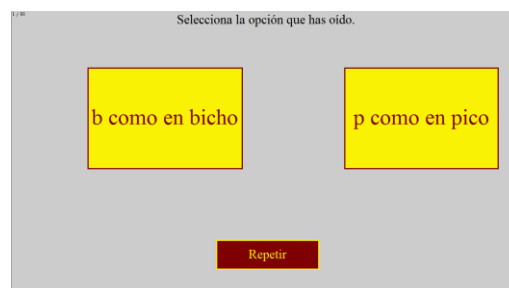 Selecciona la opción que has oído.
b como en bicho
p como en pico
Repetir